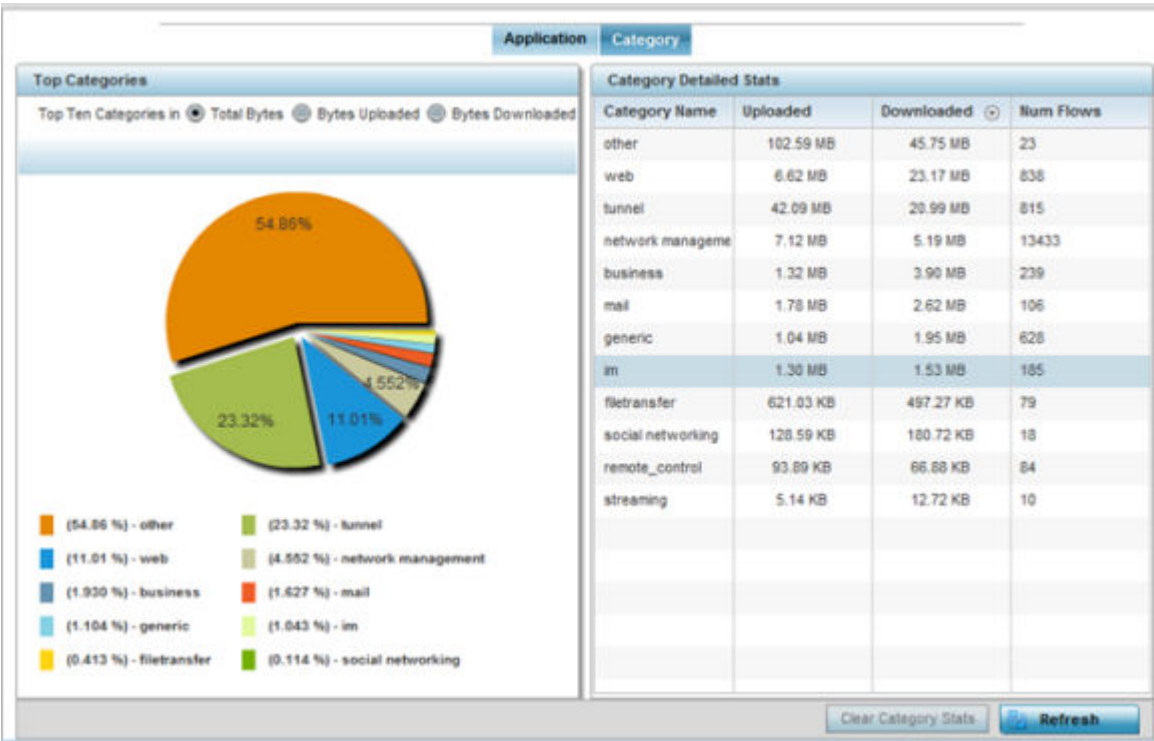 Application Category
Top Categories
Top Ten Categories in Total Bytes Bytes Uploaded Bytes Downloaded
54.86%
4.552%
23.32%
11.01%
(54.86 %) - other
(23.32 %) - tunnel
(11.01 %) - web
(4.552 %) - network management
(1.930 %) - business
(1.627 %) - mail
(1.104 %) - generic
(1.043 %) - im
(0.413 %) - filetransfer
(0.114 %) - social networking
Category Detailed Stats
Category Name Uploaded Downloaded Num Flows
other 102.59 MB 45.75 MB 23
web 6.62 MB 23.17 MB 838
tunnel 42.09 MB 20.99 MB 815
network manageme 7.12 MB 5.19 MB 13433
business 1.32 MB 3.90 MB 239
mail 1.78 MB 2.62 MB 106
generic 1.04 MB 1.95 MB 628
im 1.30 MB 1.53 MB 185
filetransfer 621.03 KB 497.27 KB 79
social networking 128.59 KB 180.72 KB 18
remote_control 93.89 KB 66.88 KB 84
streaming 5.14 KB 12.72 KB 10
Clear Category Stats Refresh